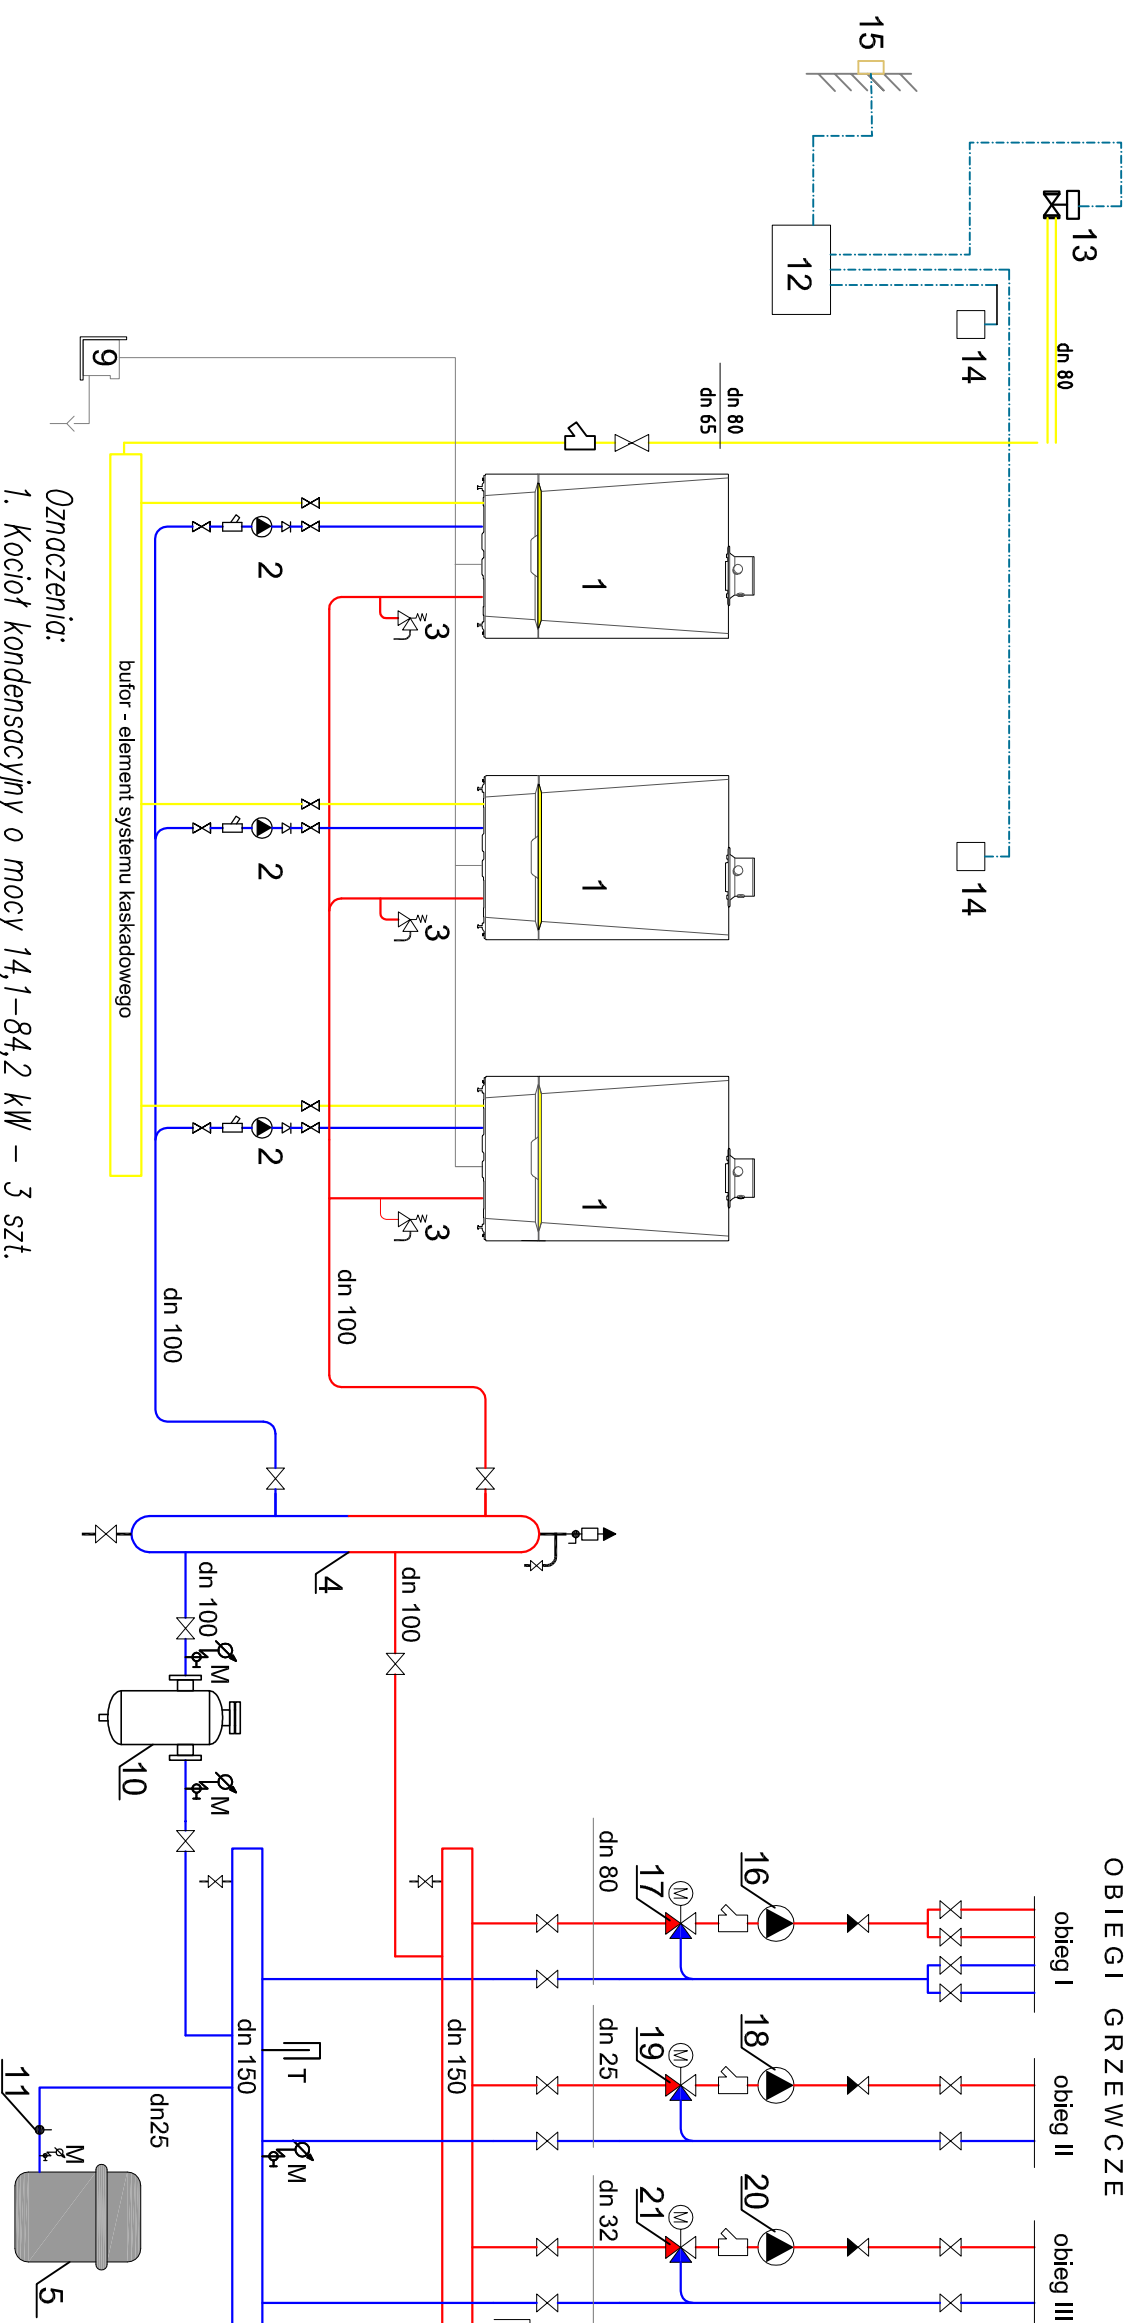 OBIEGI GRZEWCZE
obieg I
obieg II
obieg III
15
13
dn 80
12
14
14
dn 80
dn 65
9
1
1
1
2
2
2
3
3
3
bufor - element systemu kaskadowego
dn 100
dn 100
4
dn 100
dn 100
M
M
10
16
17
M
dn 80
18
19
M
dn 25
20
21
M
dn 32
dn 150
dn 150
T
M
dn25
11
M
5
Oznaczenia:
1. Kocioł kondensacyjny o mocy 14,1-84,2 kW - 3 szt.